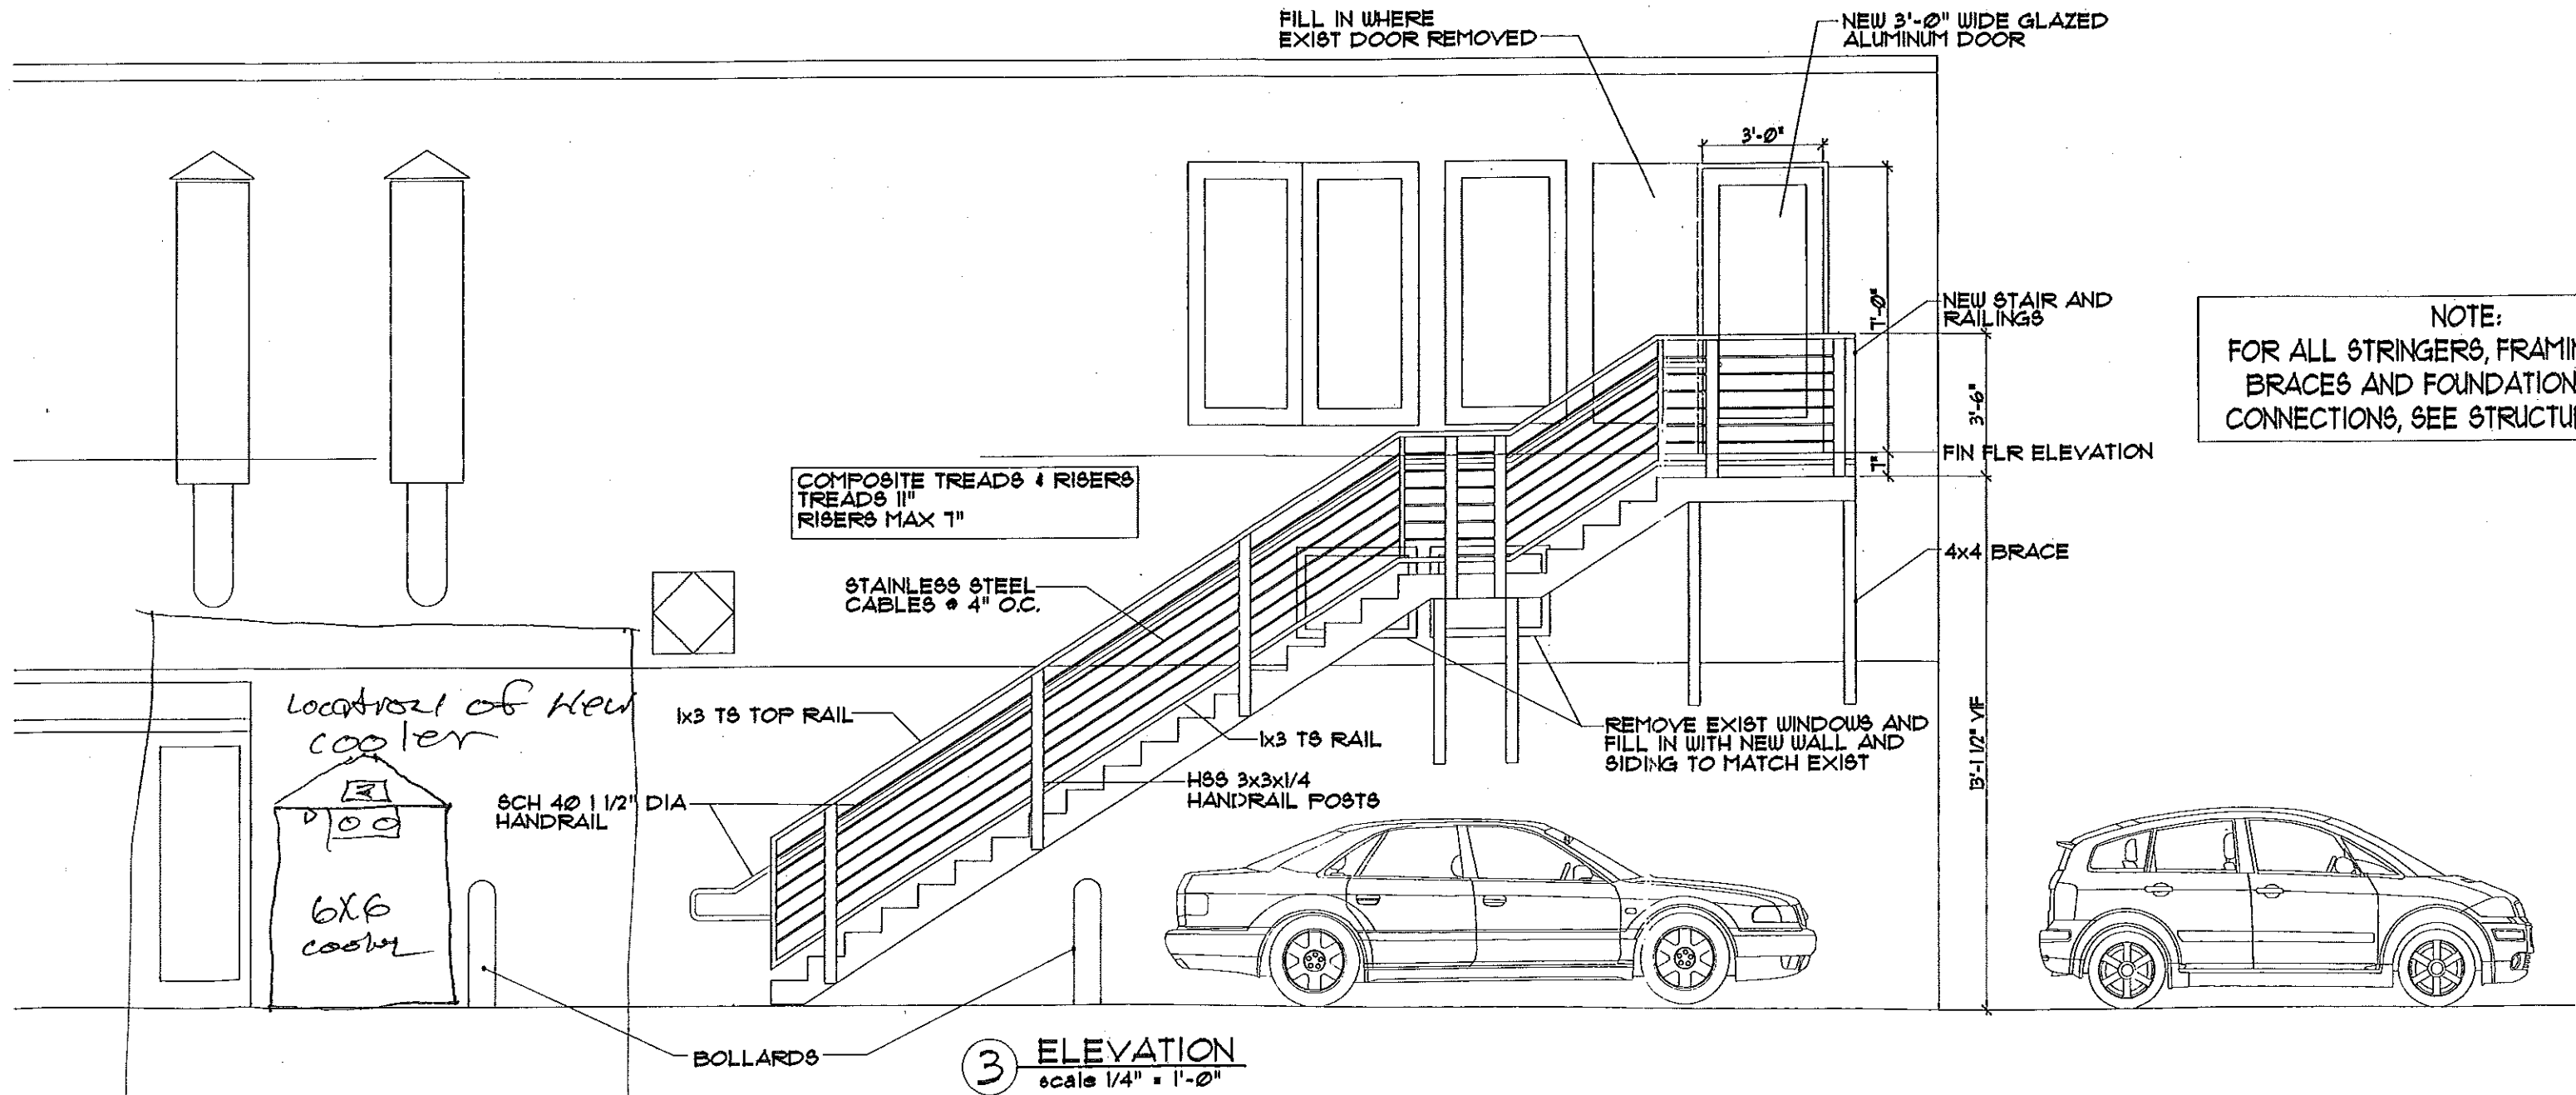 FILL IN WHERE
EXIST DOOR REMOVED
NEW 3'-0" WIDE GLAZED
ALUMINUM DOOR
3'-0"
7'-0"
NEW STAIR AND
RAILINGS
NOTE:
FOR ALL STRINGERS, FRAMIN
BRACES AND FOUNDATION
CONNECTIONS, SEE STRUCTU
3'-6"
FIN FLR ELEVATION
7"
COMPOSITE TREADS & RISERS
TREADS 11"
RISERS MAX 7"
4x4 BRACE
STAINLESS STEEL
CABLES @ 4" O.C.
Location of New
cooler
1x3 TS TOP RAIL
1x3 TS RAIL
REMOVE EXIST WINDOWS AND
FILL IN WITH NEW WALL AND
SIDING TO MATCH EXIST
13'-1 1/2" VIF
HSS 3x3x1/4
HANDRAIL POSTS
SCH 40 1 1/2" DIA
HANDRAIL
6X6
cooler
BOLLARDS
3 ELEVATION
scale 1/4" = 1'-0"